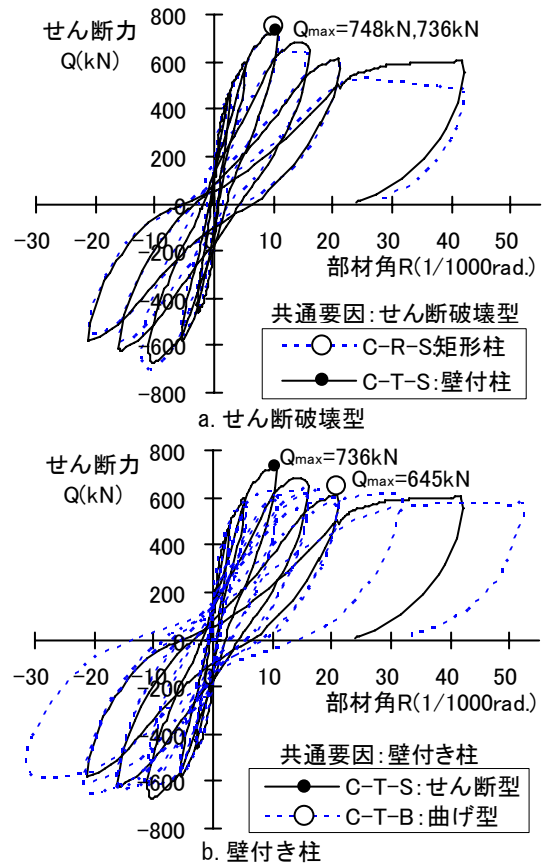 せん断力
Q(kN)
800
Qmax=748kN,736kN
600
400
200
0
-30 -20 -10 10 20 30 40 50
-200
部材角R(1/1000rad.)
-400
共通要因:せん断破壊型
-600
C-R-S矩形柱
C-T-S:壁付柱
-800
a. せん断破壊型
せん断力
Q(kN)
800
Qmax=736kN
Qmax=645kN
600
400
200
0
-30 -20 -10 10 20 30 40 50
-200
部材角R(1/1000rad.)
-400
共通要因:壁付き柱
-600
C-T-S:せん断型
C-T-B:曲げ型
-800
b. 壁付き柱